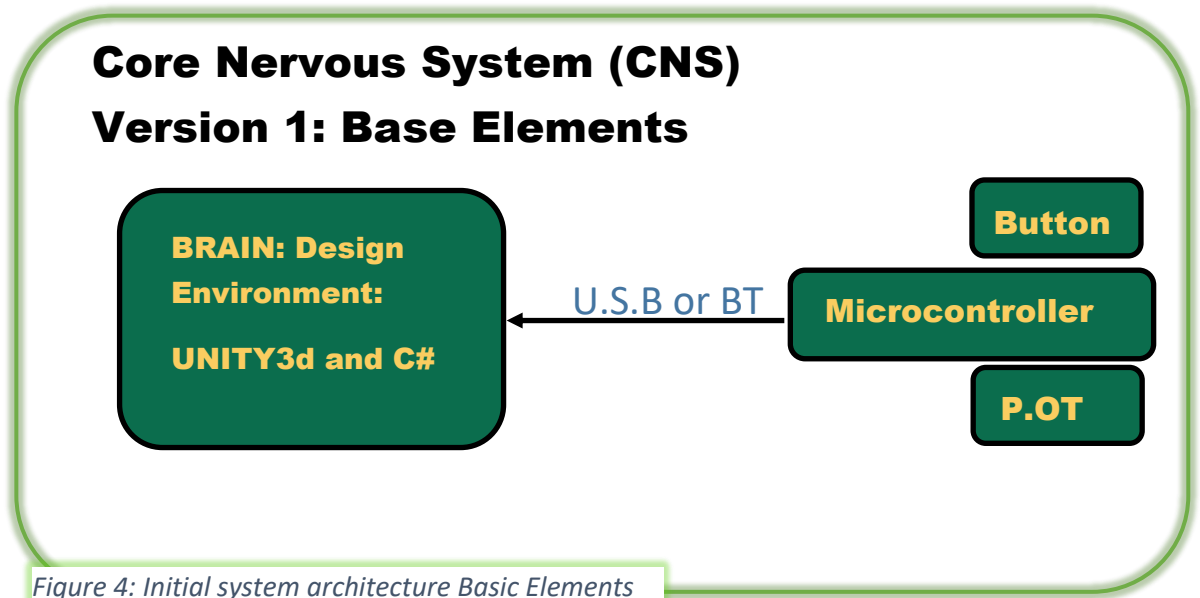 Core Nervous System (CNS)
Version 1: Base Elements
BRAIN: Design
Environment:
UNITY3d and C#
U.S.B or BT
Button
Microcontroller
P.OT
Figure 4: Initial system architecture Basic Elements